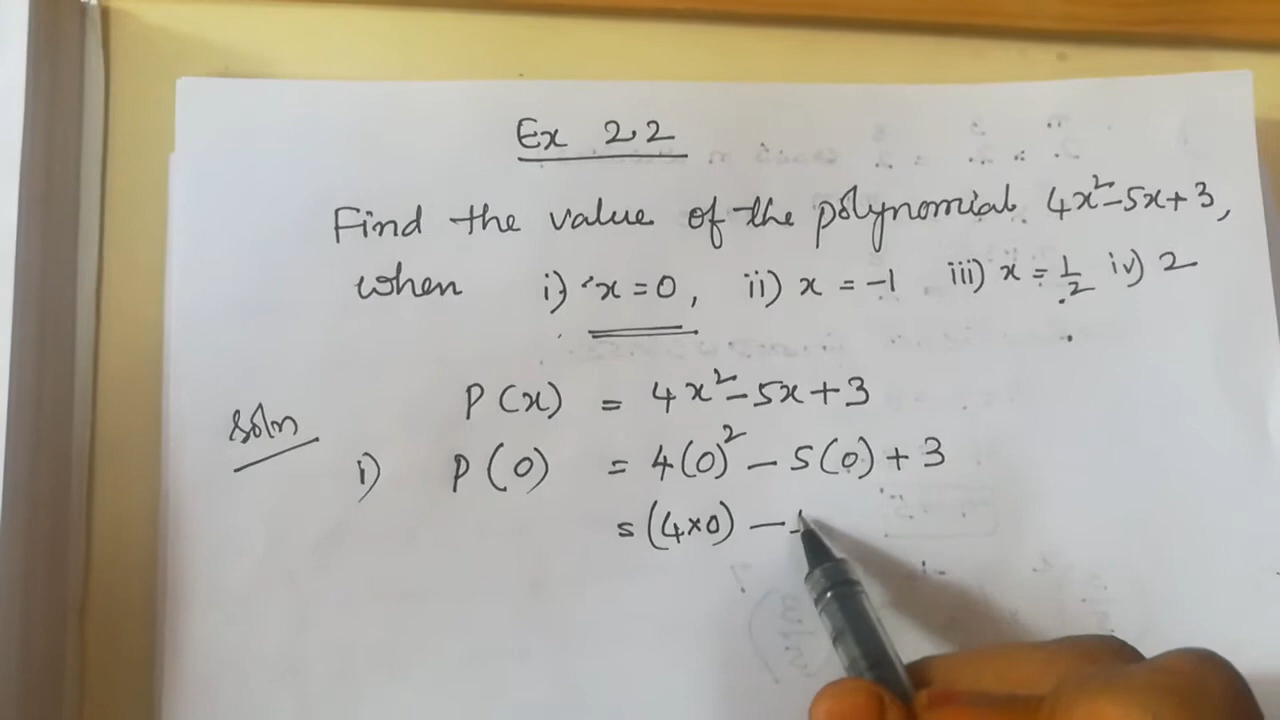 Ex 2.2
Find the value of the polynomial 4x²-5x+3,
when i) x=0, ii) x = -1 iii) x = 1/2 iv) 2
Soln
P(x) = 4x²-5x+3
i) P(0) = 4(0)² - 5(0) + 3
= (4×0) -